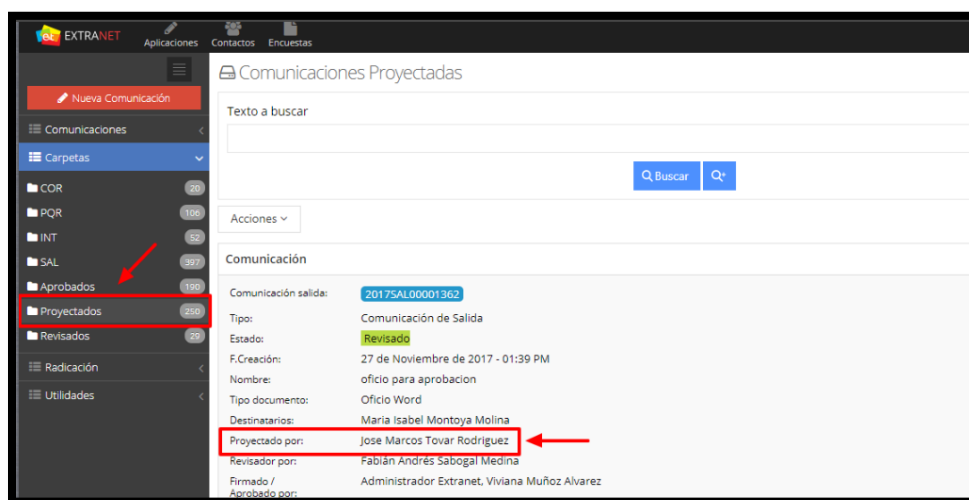 EXTRANET
Aplicaciones Contactos Encuestas
Nueva Comunicación
Comunicaciones
Carpetas
COR 20
PQR 106
INT 52
SAL 397
Aprobados 190
Proyectados 250
Revisados 29
Radicación
Utilidades
Comunicaciones Proyectadas
Texto a buscar
Buscar
Acciones
Comunicación
Comunicación salida: 2017SAL00001362
Tipo: Comunicación de Salida
Estado: Revisado
F.Creación: 27 de Noviembre de 2017 - 01:39 PM
Nombre: oficio para aprobacion
Tipo documento: Oficio Word
Destinatarios: Maria Isabel Montoya Molina
Proyectado por: Jose Marcos Tovar Rodriguez
Revisador por: Fabián Andrés Sabogal Medina
Firmado / Administrador Extranet, Viviana Muñoz Alvarez
Aprobado por: